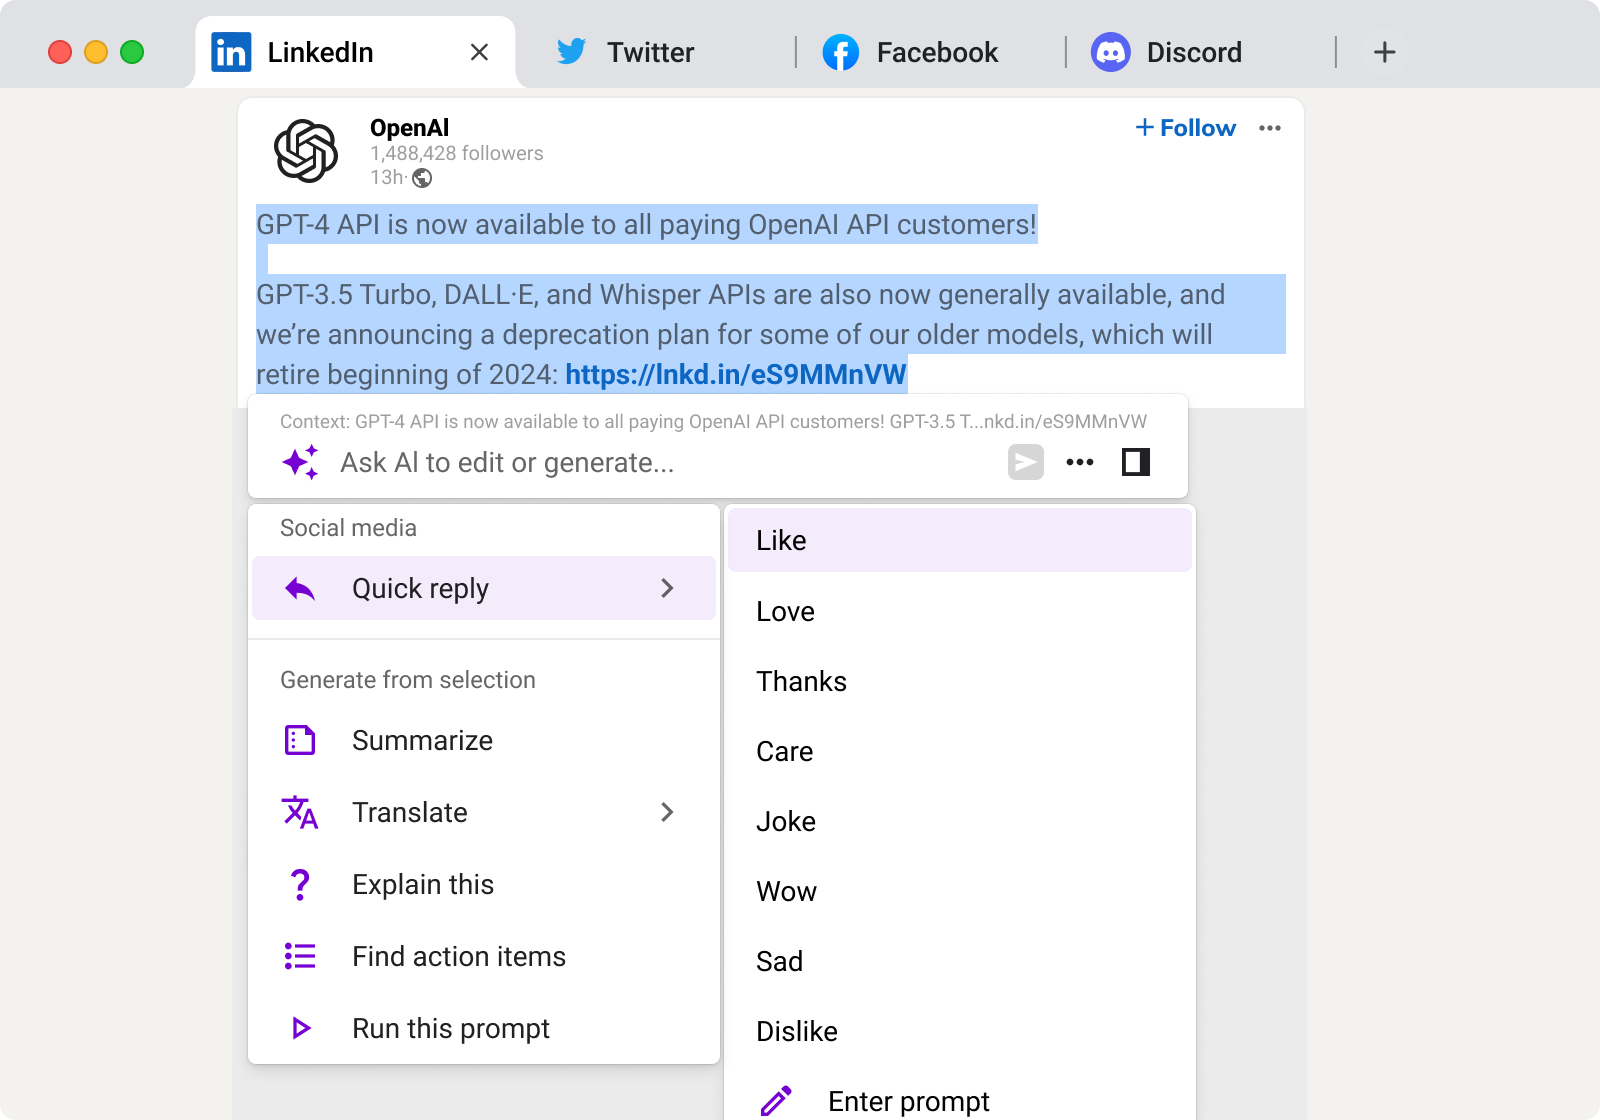 LinkedIn
Twitter
Facebook
Discord
OpenAI
1,488,428 followers
13h·
+ Follow
GPT-4 API is now available to all paying OpenAI API customers!
GPT-3.5 Turbo, DALL·E, and Whisper APIs are also now generally available, and
we’re announcing a deprecation plan for some of our older models, which will
retire beginning of 2024: https://lnkd.in/eS9MMnVW
Context: GPT-4 API is now available to all paying OpenAI API customers! GPT-3.5 T...nkd.in/eS9MMnVW
Ask AI to edit or generate...
Social media
Quick reply
Generate from selection
Summarize
Translate
Explain this
Find action items
Run this prompt
Like
Love
Thanks
Care
Joke
Wow
Sad
Dislike
Enter prompt